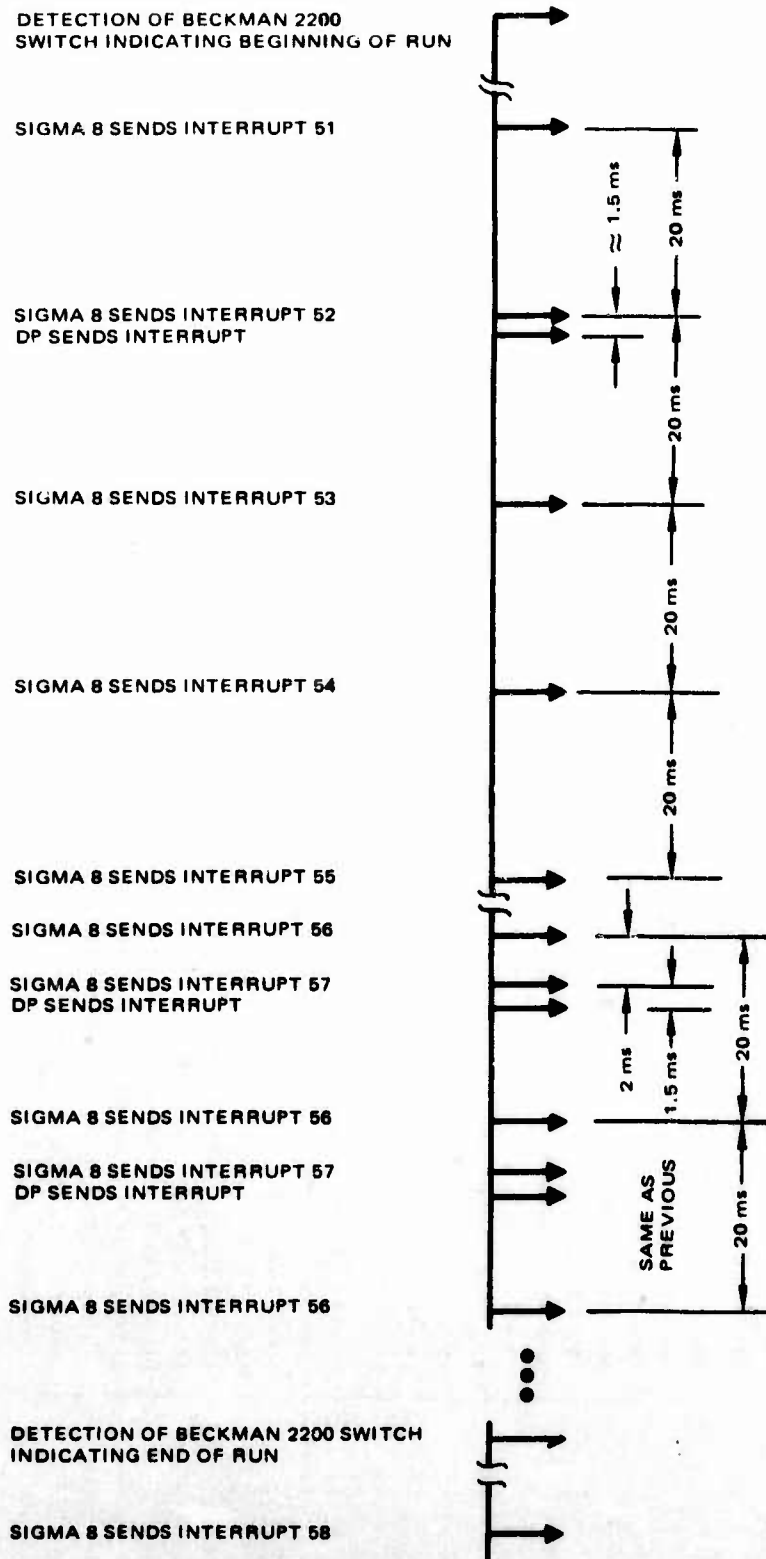 DETECTION OF BECKMAN 2200
SWITCH INDICATING BEGINNING OF RUN
SIGMA 8 SENDS INTERRUPT 51
≈ 1.5 ms
20 ms
SIGMA 8 SENDS INTERRUPT 52
DP SENDS INTERRUPT
20 ms
SIGMA 8 SENDS INTERRUPT 53
20 ms
SIGMA 8 SENDS INTERRUPT 54
20 ms
SIGMA 8 SENDS INTERRUPT 55
SIGMA 8 SENDS INTERRUPT 56
SIGMA 8 SENDS INTERRUPT 57
DP SENDS INTERRUPT
2 ms
1.5 ms
20 ms
SIGMA 8 SENDS INTERRUPT 56
SIGMA 8 SENDS INTERRUPT 57
DP SENDS INTERRUPT
SAME AS
PREVIOUS
20 ms
SIGMA 8 SENDS INTERRUPT 56
DETECTION OF BECKMAN 2200 SWITCH
INDICATING END OF RUN
SIGMA 8 SENDS INTERRUPT 58